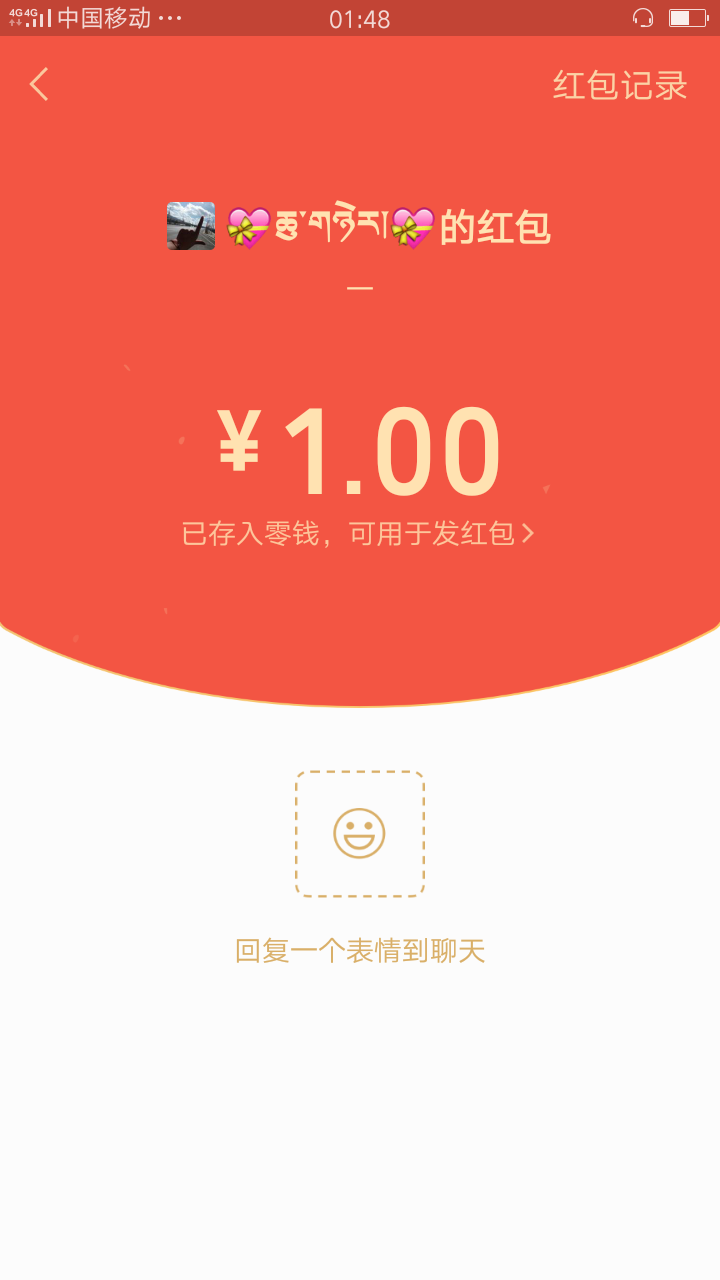 4G 4G 中国移动 ··· 01:48
红包记录
💝ཆུ་གཉེར།💝的红包
一
¥1.00
已存入零钱，可用于发红包
回复一个表情到聊天